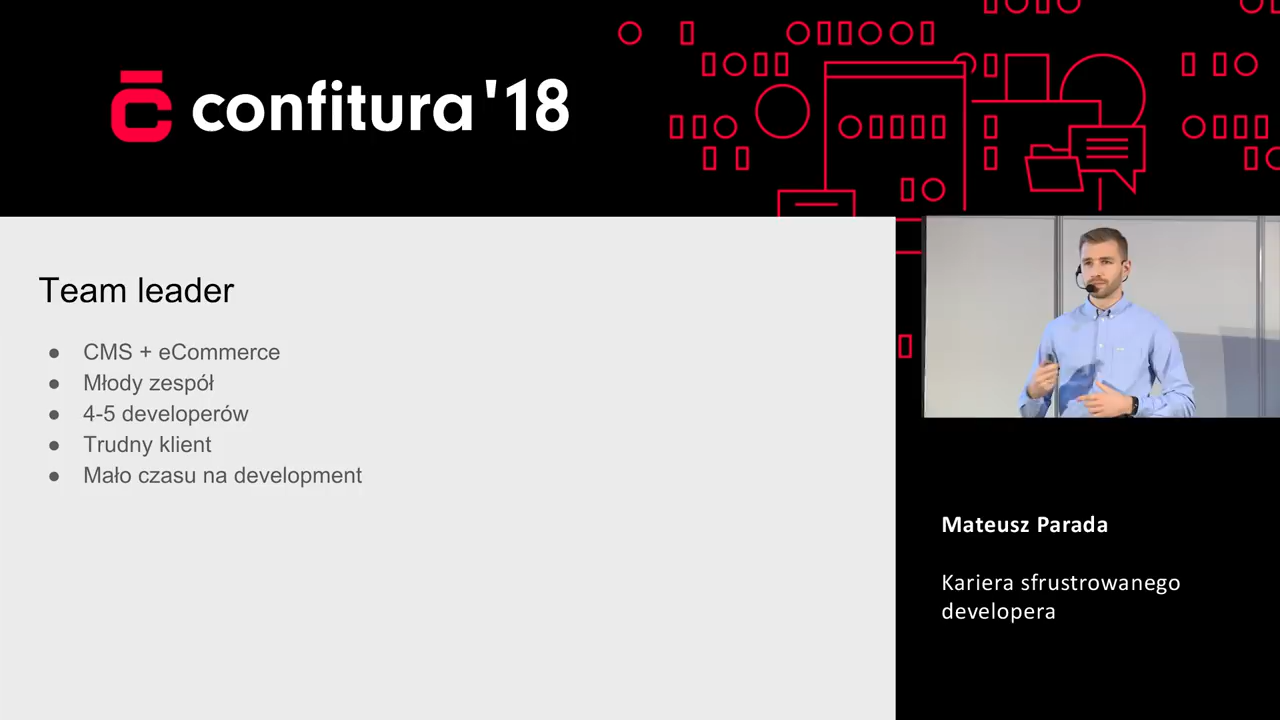 confitura '18
Team leader
● CMS + eCommerce
● Młody zespół
● 4-5 developerów
● Trudny klient
● Mało czasu na development
Mateusz Parada
Kariera sfrustrowanego
developera